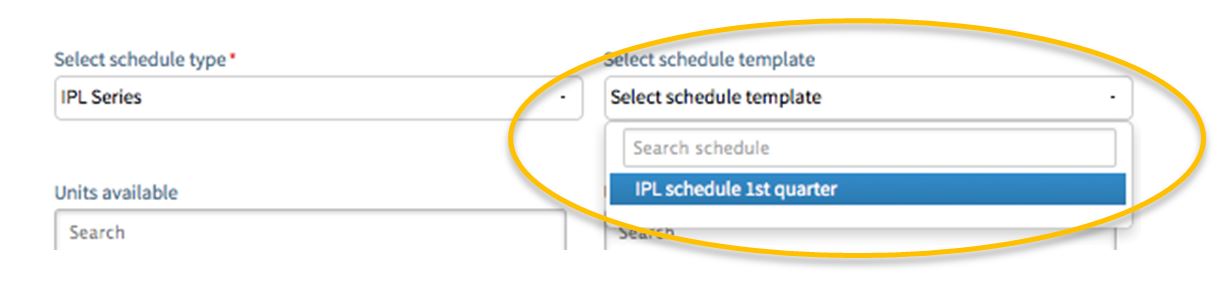 Select schedule type *
Select schedule template
IPL Series
Select schedule template
Search schedule
IPL schedule 1st quarter
Units available
Search
Search